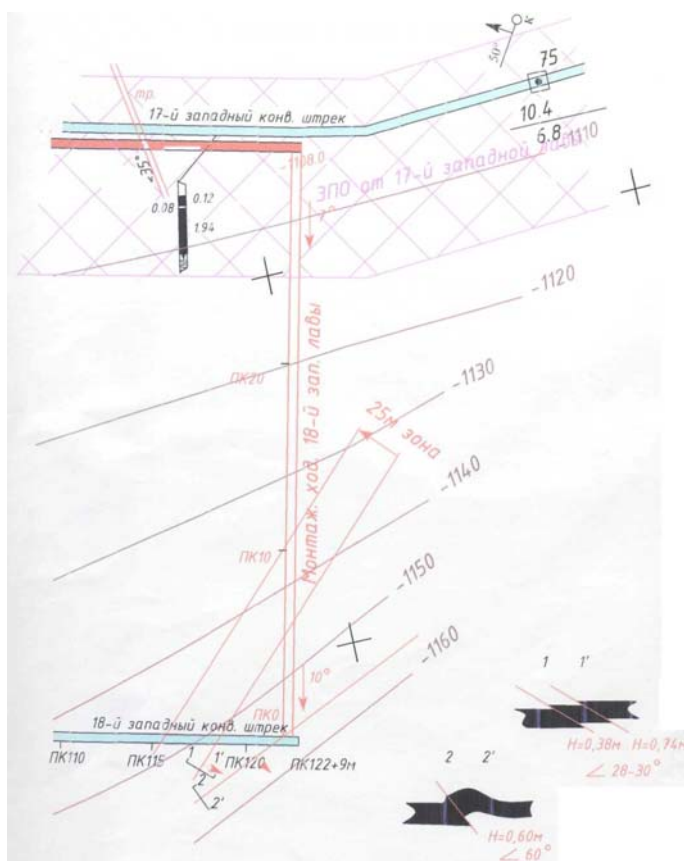 К
50°
75
10.4
6.8
-1110
тр.
17-й западный конв. штрек
-1108.0
∠35°
ЗПО от 17-й западной лавы
7°
0.08
0.12
1.94
-1120
ПК20
-1130
25м зона
Монтаж. ход. 18-й зап. лавы
-1140
ПК10
-1150
-1160
10°
ПК0
18-й западный конв. штрек
ПК110
ПК115
1
1'
ПК120
ПК122+9м
2
2'
1 1'
Н=0,38м Н=0,74м
∠ 28-30°
2 2'
Н=0,60м
∠ 60°